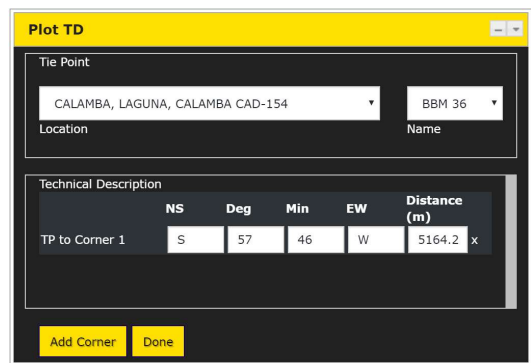 Plot TD
Tie Point
CALAMBA, LAGUNA, CALAMBA CAD-154 BBM 36
Location Name
Technical Description
NS Deg Min EW Distance (m)
TP to Corner 1 S 57 46 W 5164.2 x
Add Corner Done